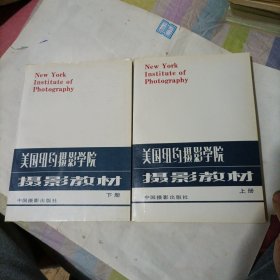 New York
Institute of
Photography
美国纽约摄影学院
摄影教材
下册
中国摄影出版社
New York
Institute of
Photography
美国纽约摄影学院
摄影教材
上册
中国摄影出版社